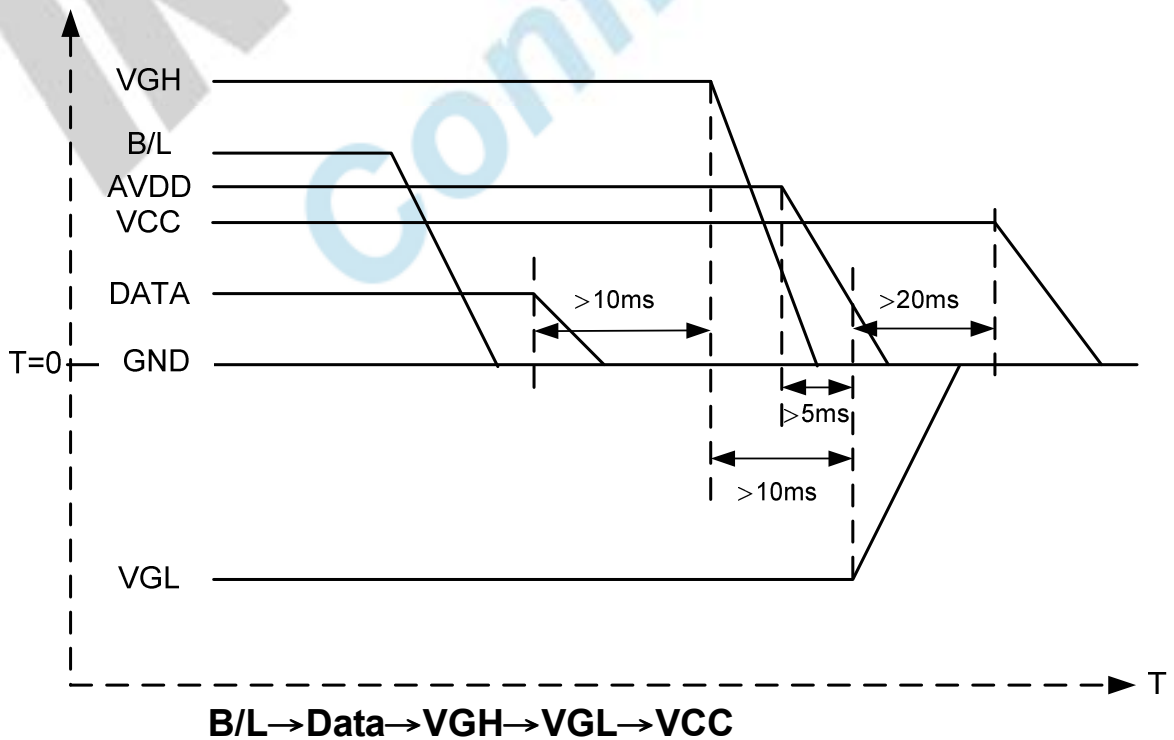 VGH
B/L
AVDD
VCC
DATA
>10ms
>20ms
T=0
GND
>5ms
>10ms
VGL
T
B/L→Data→VGH→VGL→VCC